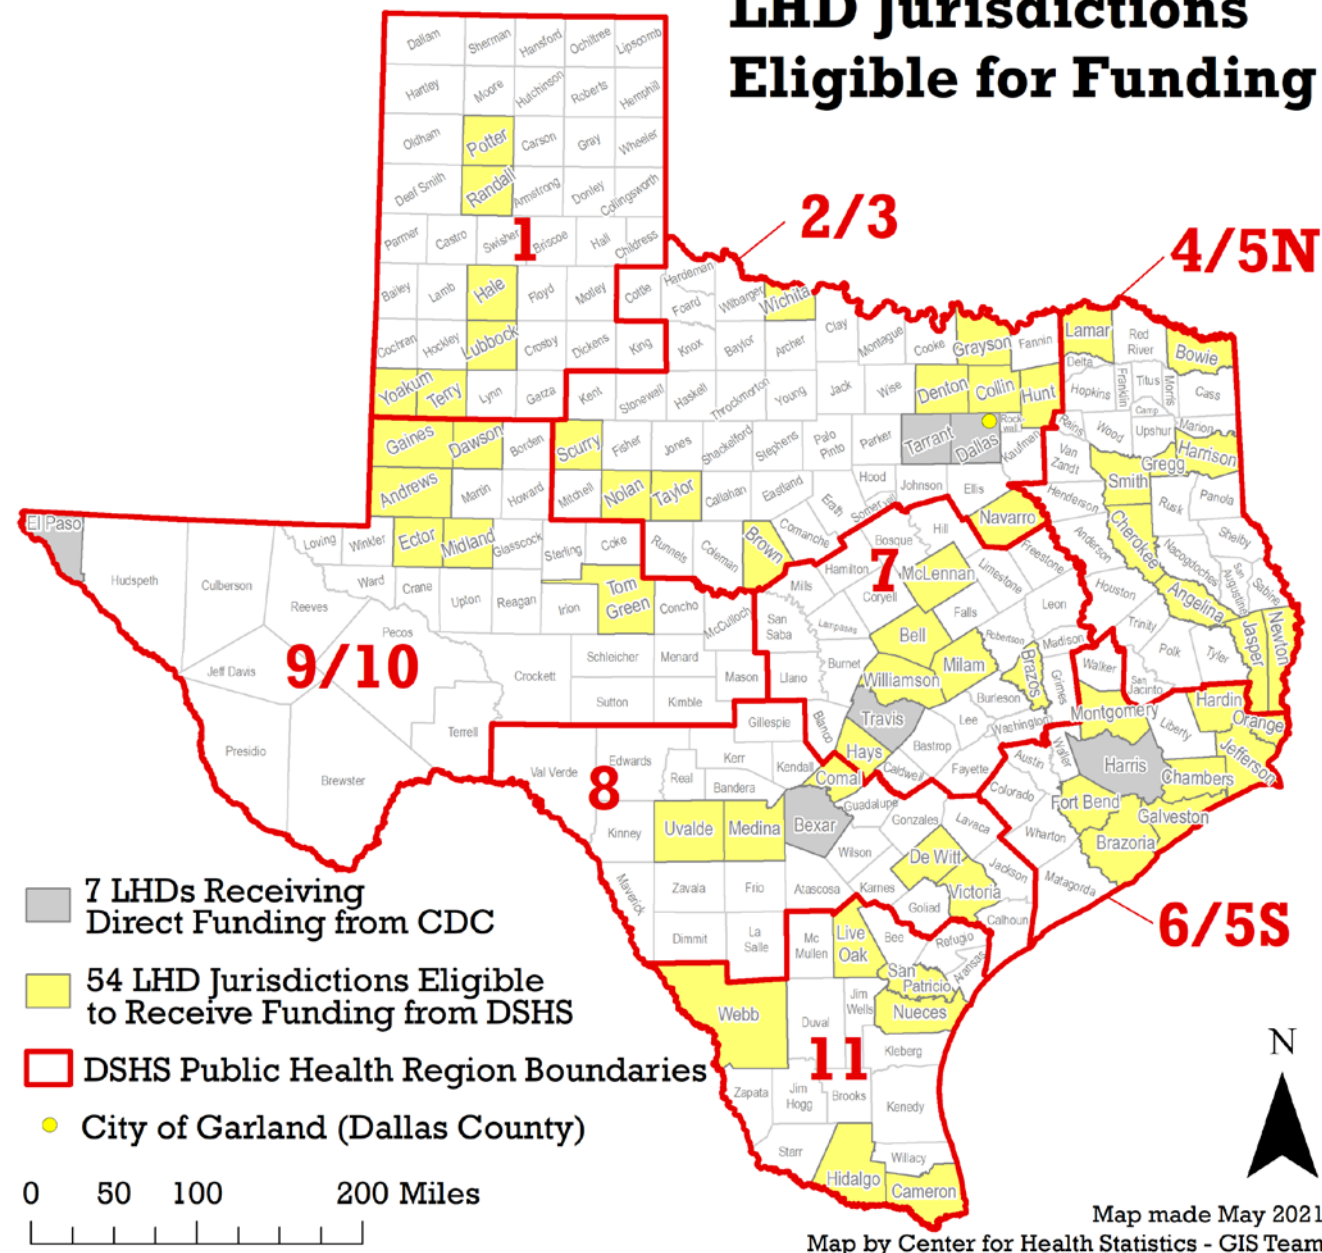 LHD Jurisdictions
Eligible for Funding
Dallam
Sherman
Hansford
Ochiltree
Lipscomb
Hartley
Moore
Hutchinson
Roberts
Hemphill
Oldham
Potter
Carson
Gray
Wheeler
Deaf Smith
Randall
Armstrong
Donley
Collingsworth
1
Parmer
Castro
Swisher
Briscoe
Hall
Childress
Bailey
Lamb
Hale
Floyd
Motley
Cottle
Cochran
Hockley
Lubbock
Crosby
Dickens
King
Yoakum
Terry
Lynn
Garza
Kent
Stonewall
Haskell
Throckmorton
Young
Jack
Wise
2/3
Hardeman
Foard
Wilbarger
Wichita
Knox
Baylor
Archer
Clay
Montague
Cooke
Grayson
Fannin
Denton
Collin
Hunt
4/5N
Lamar
Red
River
Bowie
Delta
Hopkins
Franklin
Titus
Morris
Cass
Camp
Rains
Wood
Upshur
Marion
Van
Zandt
Smith
Gregg
Harrison
Gaines
Dawson
Borden
Scurry
Fisher
Jones
Shackelford
Stephens
Palo
Pinto
Parker
Tarrant
Dallas
Rock-
wall
Kaufman
Andrews
Martin
Howard
Mitchell
Nolan
Taylor
Callahan
Eastland
Erath
Hood
Somervell
Johnson
Ellis
Henderson
Rusk
Panola
El Paso
Hudspeth
Culberson
Loving
Winkler
Ector
Midland
Glasscock
Sterling
Coke
Runnels
Coleman
Brown
Comanche
Bosque
Hill
Navarro
Anderson
Cherokee
Nacogdoches
Shelby
Reeves
Ward
Crane
Upton
Reagan
Irion
Tom
Green
Concho
McCulloch
San
Saba
Mills
Hamilton
7
McLennan
Limestone
Freestone
Coryell
Lampasas
Falls
Leon
Houston
Angelina
San
Augustine
Sabine
9/10
Jeff Davis
Pecos
Crockett
Schleicher
Menard
Mason
Sutton
Kimble
Llano
Burnet
Bell
Milam
Robertson
Madison
Brazos
Grimes
Walker
Trinity
Polk
Tyler
Jasper
Newton
San
Jacinto
Williamson
Burleson
Travis
Lee
Washington
Montgomery
Liberty
Hardin
Orange
Jefferson
Presidio
Brewster
Terrell
Val Verde
8
Edwards
Gillespie
Kerr
Real
Bandera
Kendall
Blanco
Hays
Comal
Caldwell
Bastrop
Fayette
Austin
Waller
Harris
Chambers
Colorado
Fort Bend
Galveston
Kinney
Uvalde
Medina
Bexar
Guadalupe
Gonzales
Lavaca
Wharton
Brazoria
Wilson
De Witt
Jackson
Matagorda
Maverick
Zavala
Frio
Atascosa
Karnes
Victoria
Goliad
Calhoun
6/5S
Dimmit
La
Salle
Mc
Mullen
Live
Oak
Bee
Refugio
Aransas
San
Patricio
Webb
Duval
Jim
Wells
Nueces
11
Kleberg
Zapata
Jim
Hogg
Brooks
Kenedy
Starr
Hidalgo
Willacy
Cameron
7 LHDs Receiving
Direct Funding from CDC
54 LHD Jurisdictions Eligible
to Receive Funding from DSHS
DSHS Public Health Region Boundaries
City of Garland (Dallas County)
0 50 100 200 Miles
N
Map made May 2021
Map by Center for Health Statistics - GIS Team